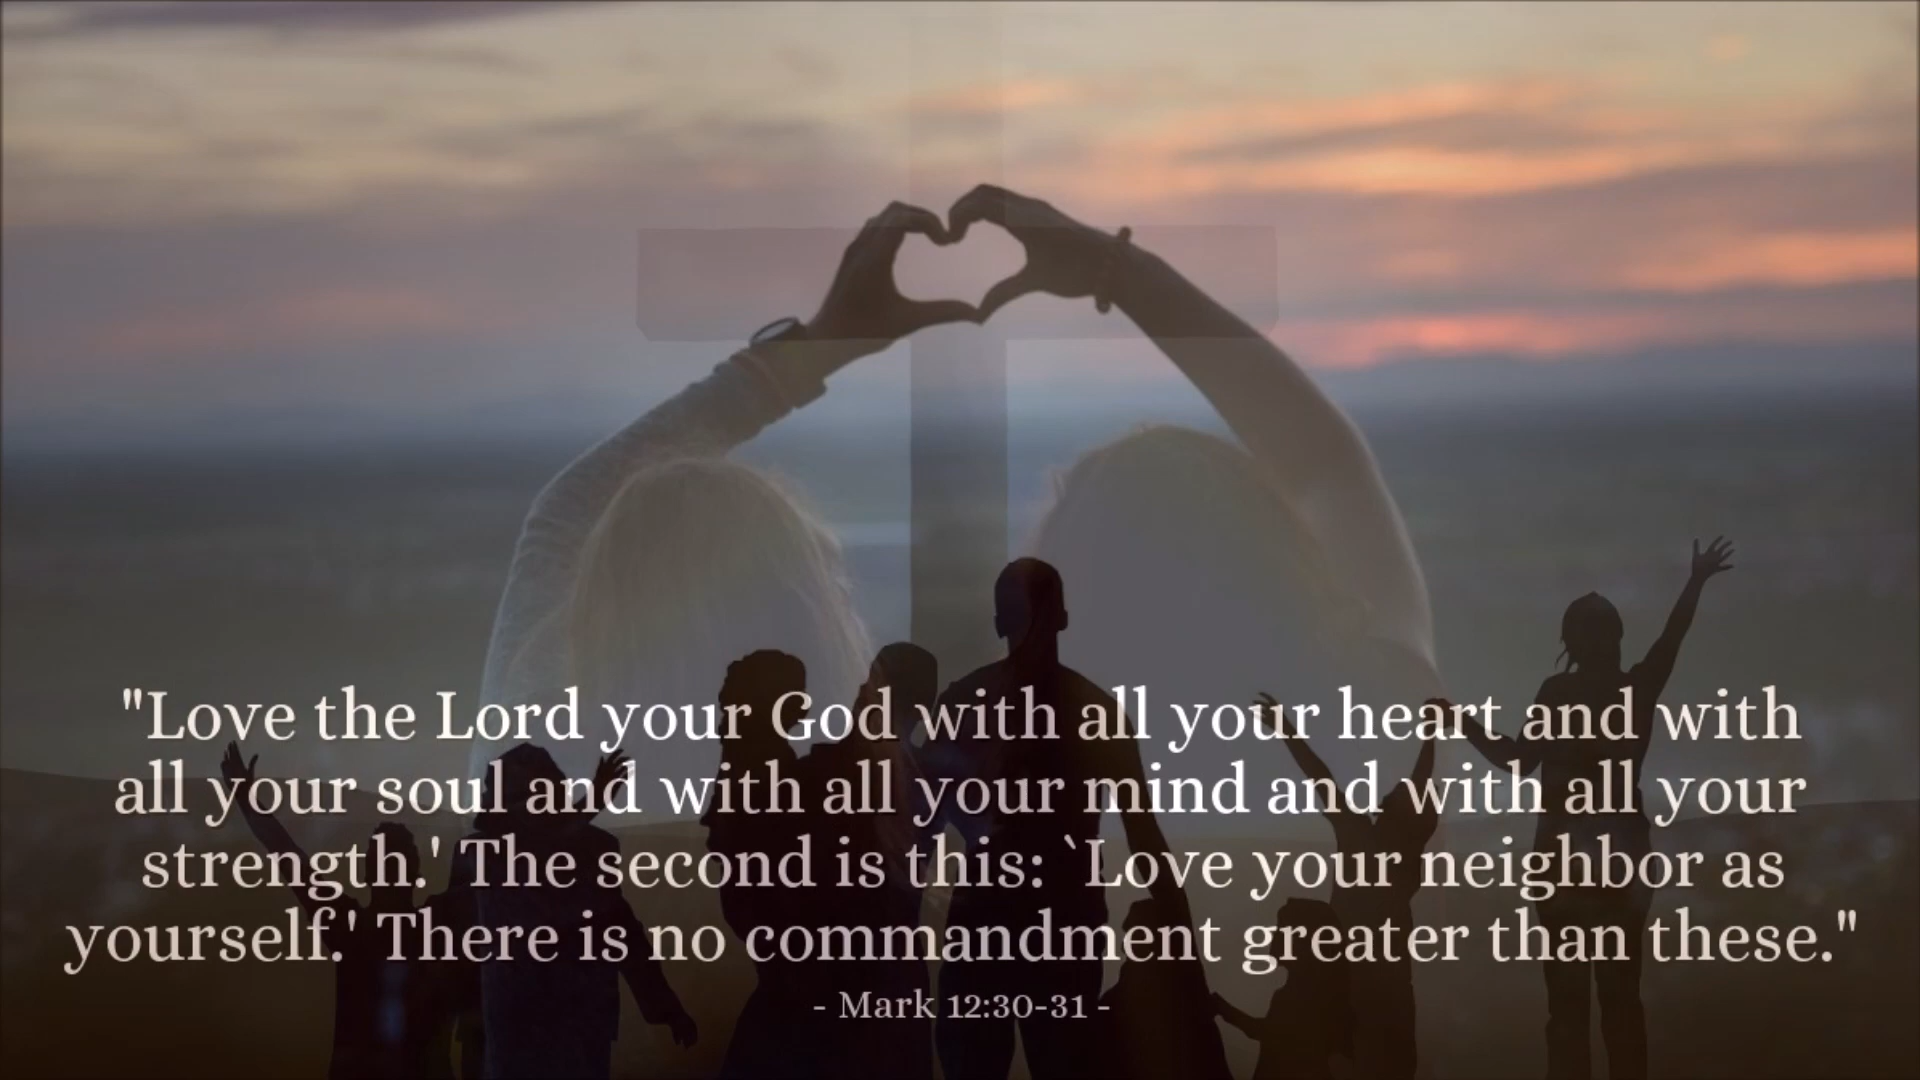 "Love the Lord your God with all your heart and with
all your soul and with all your mind and with all your
strength.' The second is this: `Love your neighbor as
yourself.' There is no commandment greater than these."
- Mark 12:30-31 -